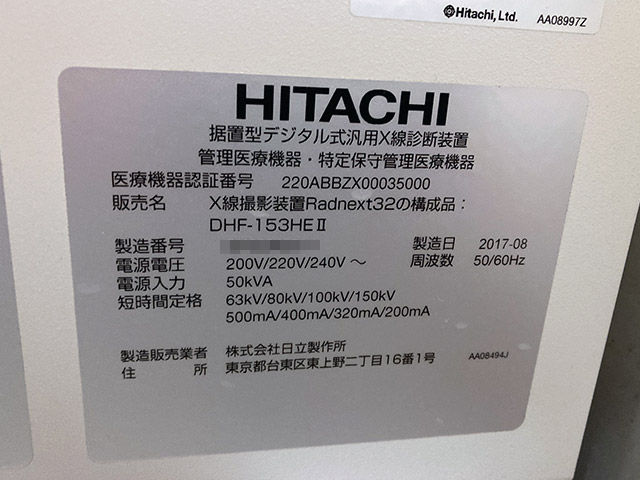 Hitachi, Ltd. AA08997Z
HITACHI
据置型デジタル式汎用X線診断装置
管理医療機器・特定保守管理医療機器
医療機器認証番号 220ABBZX00035000
販売名 X線撮影装置Radnext32の構成品：
DHF-153HEⅡ
製造番号 製造日 2017-08
電源電圧 200V/220V/240V ～ 周波数 50/60Hz
電源入力 50kVA
短時間定格 63kV/80kV/100kV/150kV
500mA/400mA/320mA/200mA
製造販売業者 株式会社日立製作所 AA08494J
住 所 東京都台東区東上野二丁目16番1号